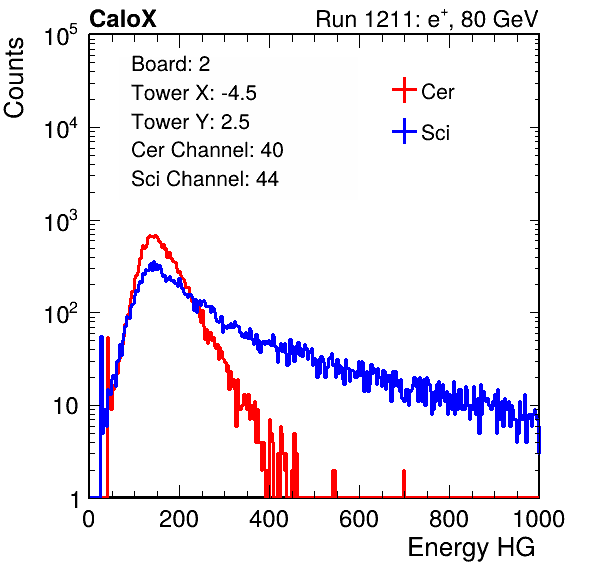 CaloX Run 1211: e⁺, 80 GeV
Counts
Board: 2
Tower X: -4.5
Tower Y: 2.5
Cer Channel: 40
Sci Channel: 44
Cer
Sci
10⁵
10⁴
10³
10²
10
1
0 200 400 600 800 1000
Energy HG